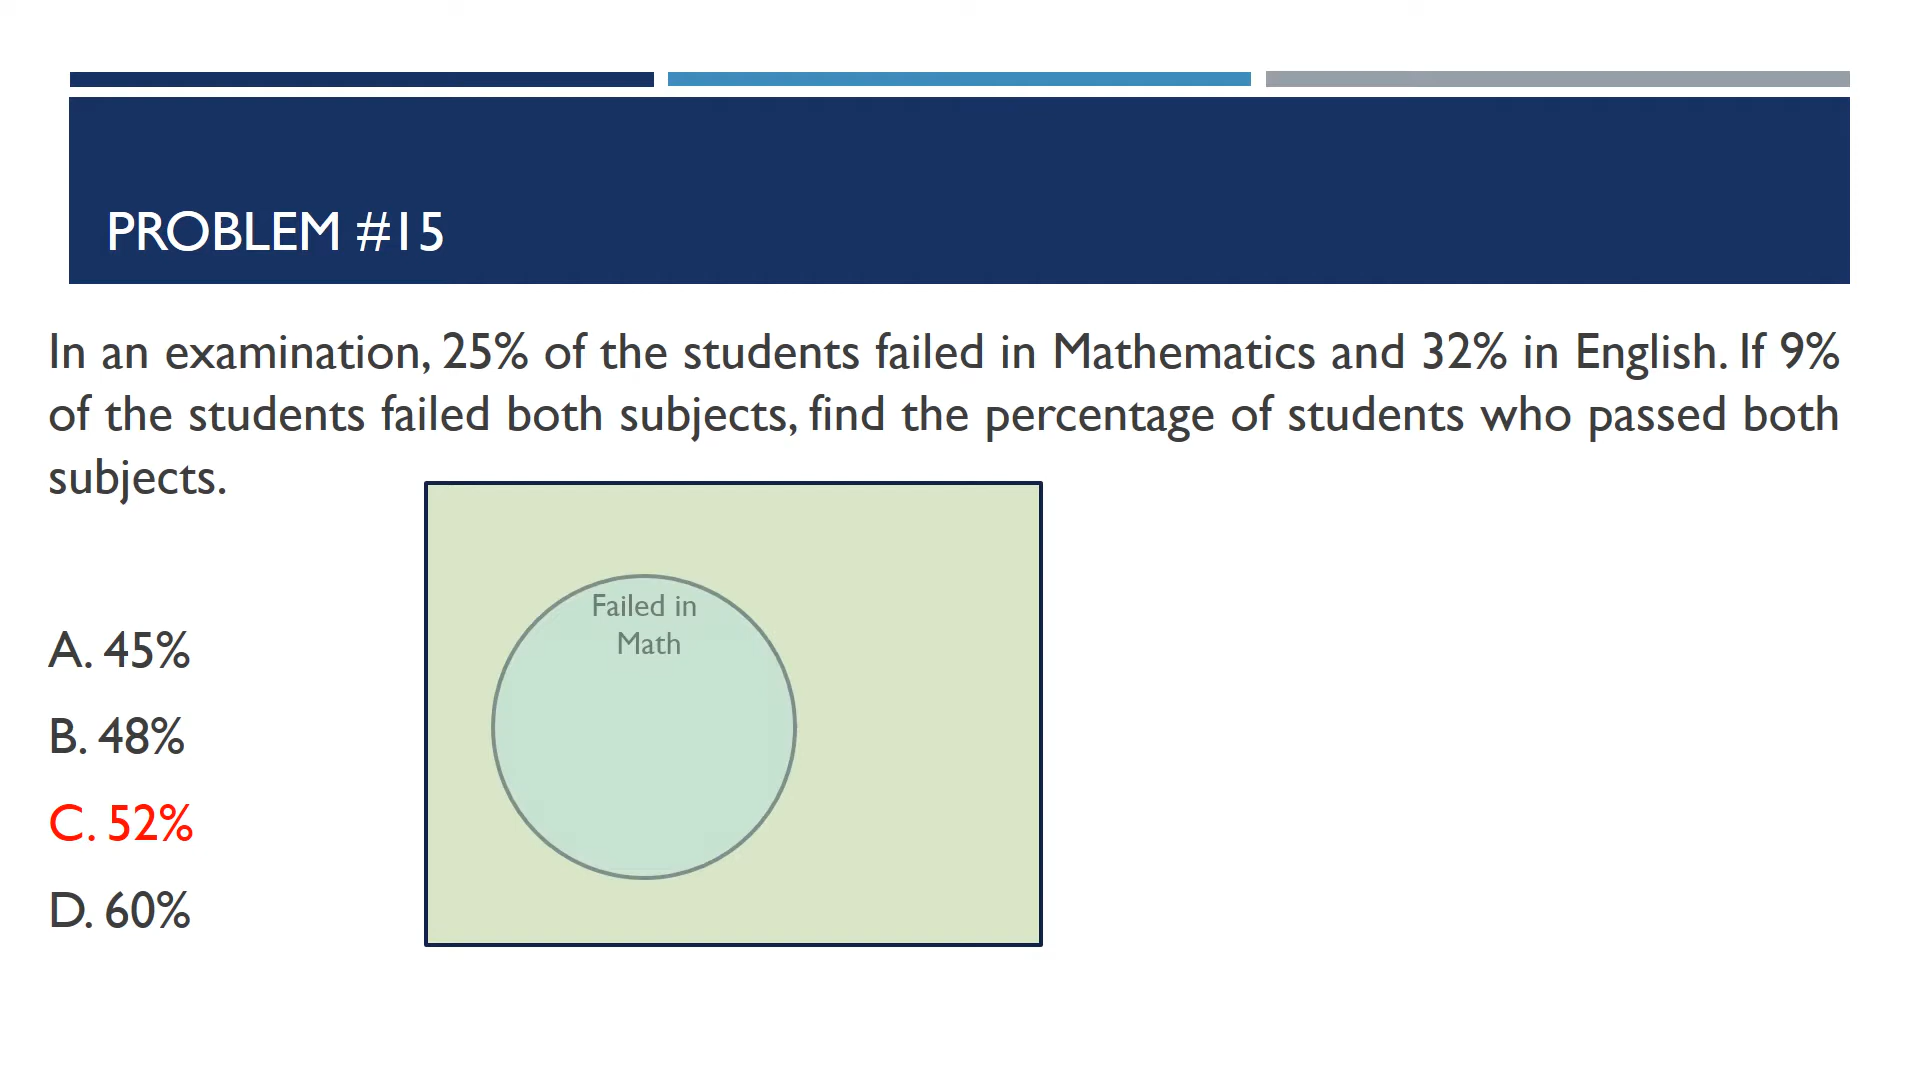 PROBLEM #15
In an examination, 25% of the students failed in Mathematics and 32% in English. If 9%
of the students failed both subjects, find the percentage of students who passed both
subjects.
Failed in
Math
A. 45%
B. 48%
C. 52%
D. 60%